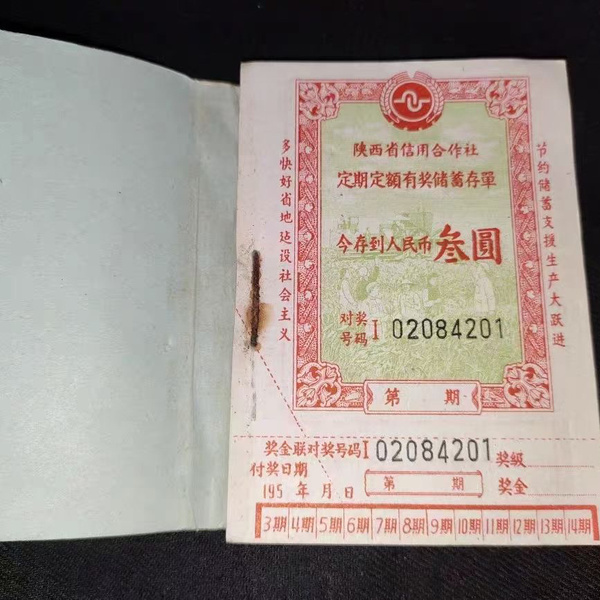 陕西省信用合作社
定期定额有奖储蓄存單
今存到人民币叁圓
对奖号码 I 02084201
第 期
多快好省地建设社会主义
节约储蓄支援生产大跃进
奖金联对奖号码 I 02084201 奖级
付奖日期
195 年 月 日 第 期 奖金
3期 4期 5期 6期 7期 8期 9期 10期 11期 12期 13期 14期